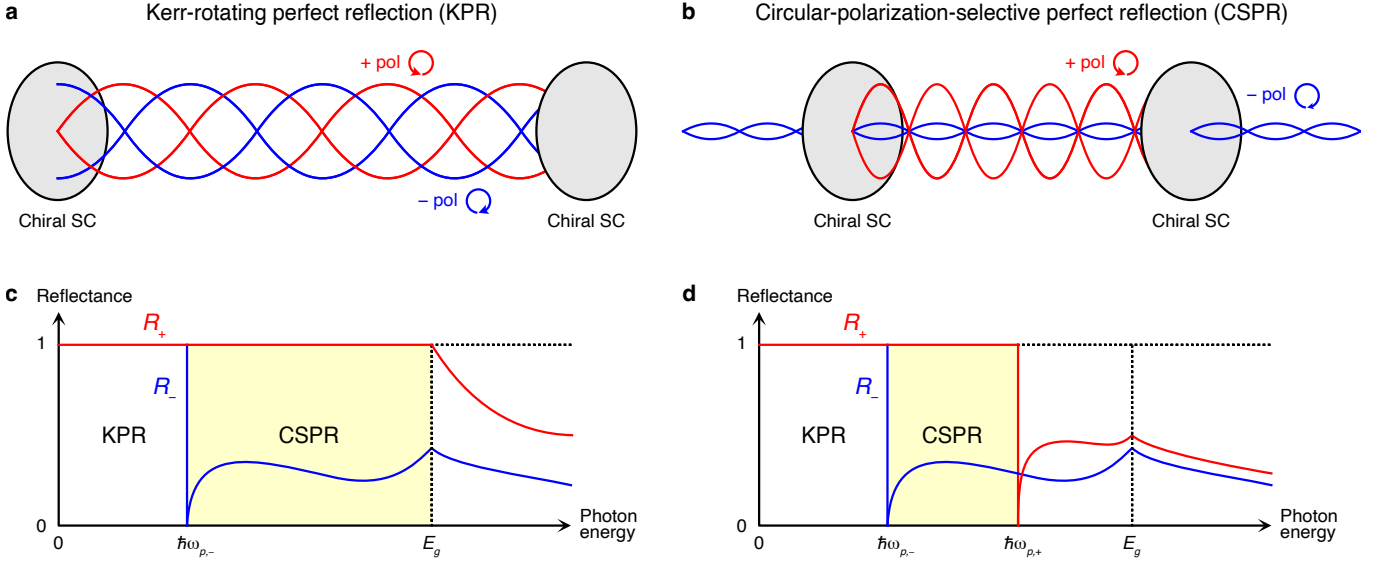 a Kerr-rotating perfect reflection (KPR)
+ pol
– pol
Chiral SC Chiral SC
b Circular-polarization-selective perfect reflection (CSPR)
+ pol
– pol
Chiral SC Chiral SC
c Reflectance
R+
1
R–
KPR CSPR
0
Photon
energy
0 ħωp,– Eg
d Reflectance
R+
1
R–
KPR CSPR
0
Photon
energy
0 ħωp,– ħωp,+ Eg